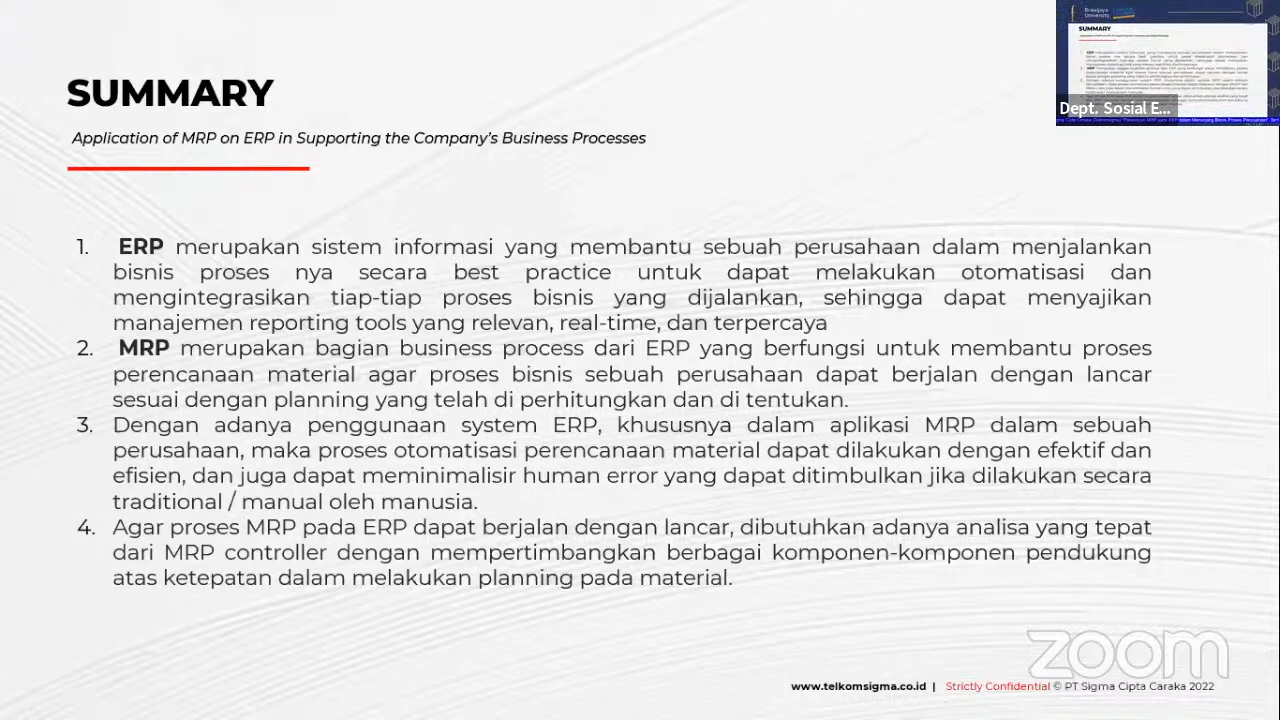 Brawijaya
University
SUMMARY
Dept. Sosial E...
SUMMARY
Application of MRP on ERP in Supporting the Company's Business Processes
1. ERP merupakan sistem informasi yang membantu sebuah perusahaan dalam menjalankan
bisnis proses nya secara best practice untuk dapat melakukan otomatisasi dan
mengintegrasikan tiap-tiap proses bisnis yang dijalankan, sehingga dapat menyajikan
manajemen reporting tools yang relevan, real-time, dan terpercaya
2. MRP merupakan bagian business process dari ERP yang berfungsi untuk membantu proses
perencanaan material agar proses bisnis sebuah perusahaan dapat berjalan dengan lancar
sesuai dengan planning yang telah di perhitungkan dan di tentukan.
3. Dengan adanya penggunaan system ERP, khususnya dalam aplikasi MRP dalam sebuah
perusahaan, maka proses otomatisasi perencanaan material dapat dilakukan dengan efektif dan
efisien, dan juga dapat meminimalisir human error yang dapat ditimbulkan jika dilakukan secara
traditional / manual oleh manusia.
4. Agar proses MRP pada ERP dapat berjalan dengan lancar, dibutuhkan adanya analisa yang tepat
dari MRP controller dengan mempertimbangkan berbagai komponen-komponen pendukung
atas ketepatan dalam melakukan planning pada material.
zoom
www.telkomsigma.co.id | Strictly Confidential © PT Sigma Cipta Caraka 2022